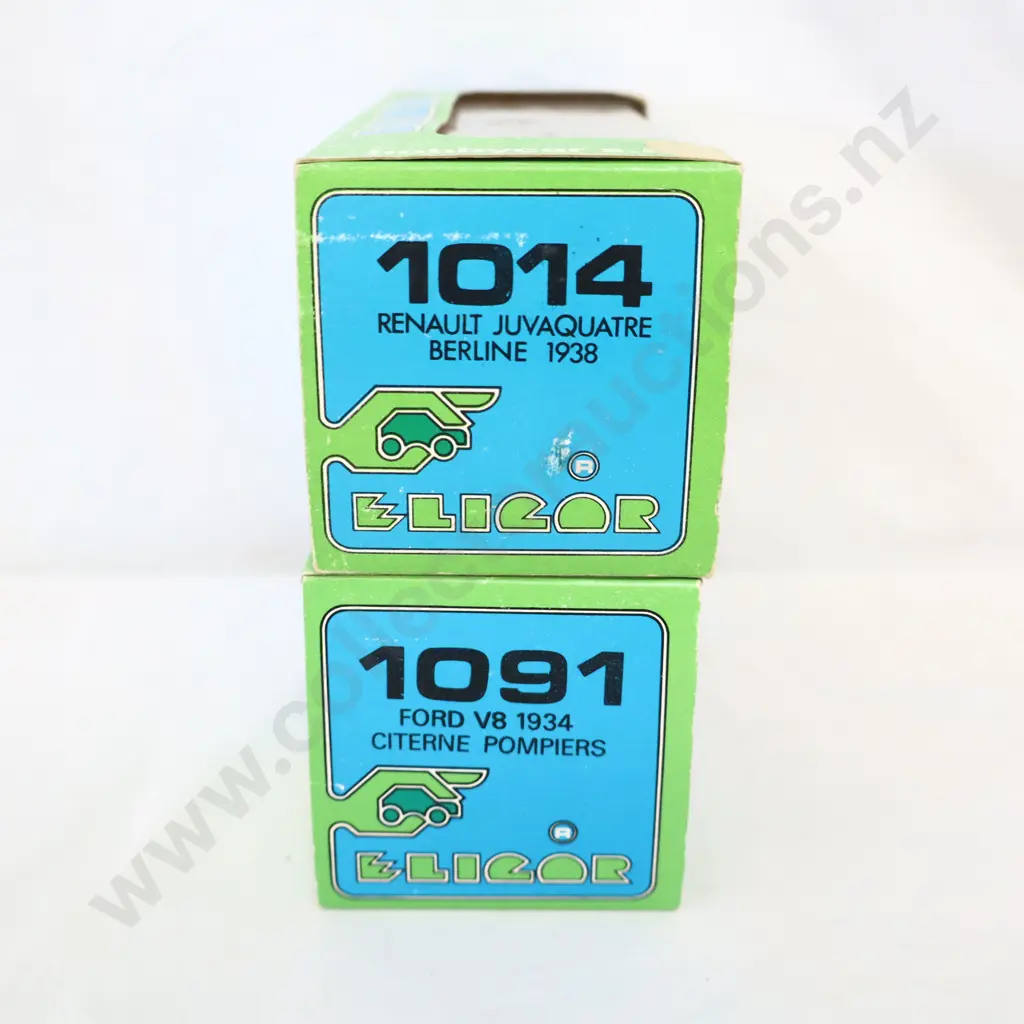 1014
RENAULT JUVAQUATRE
BERLINE 1938
R
ELIGOR
1091
FORD V8 1934
CITERNE POMPIERS
R
ELIGOR
www.collectionauctions.nz